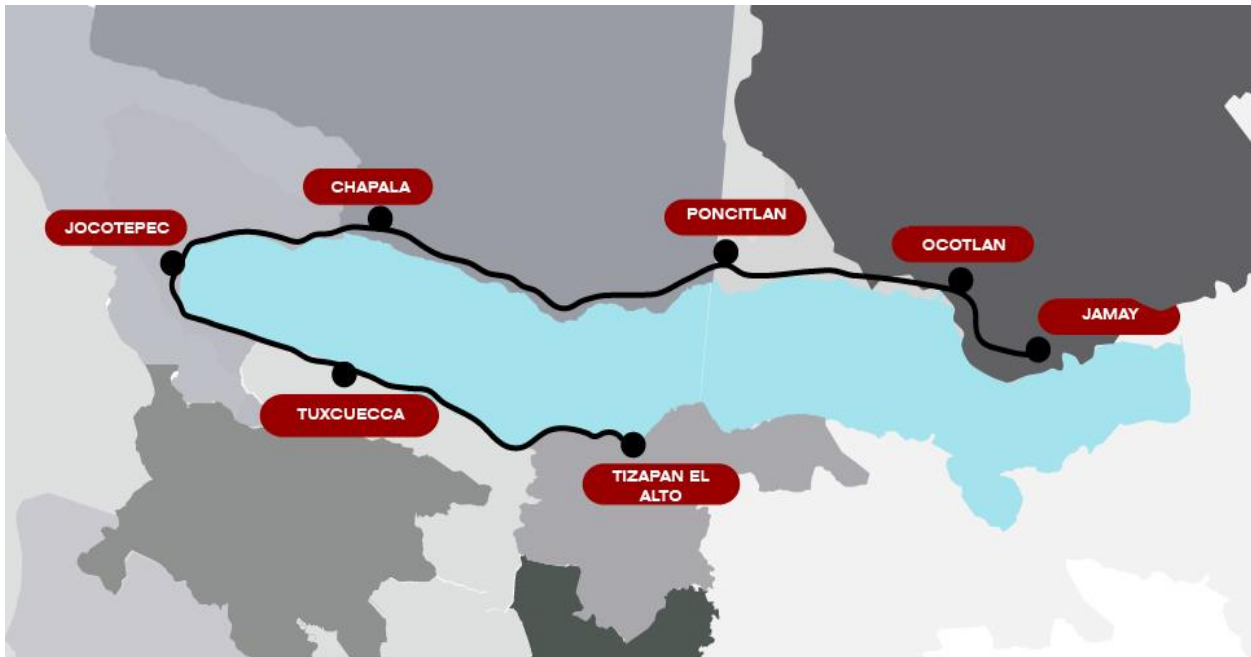 CHAPALA
JOCOTEPEC
PONCITLAN
OCOTLAN
JAMAY
TUXCUECCA
TIZAPAN EL
ALTO